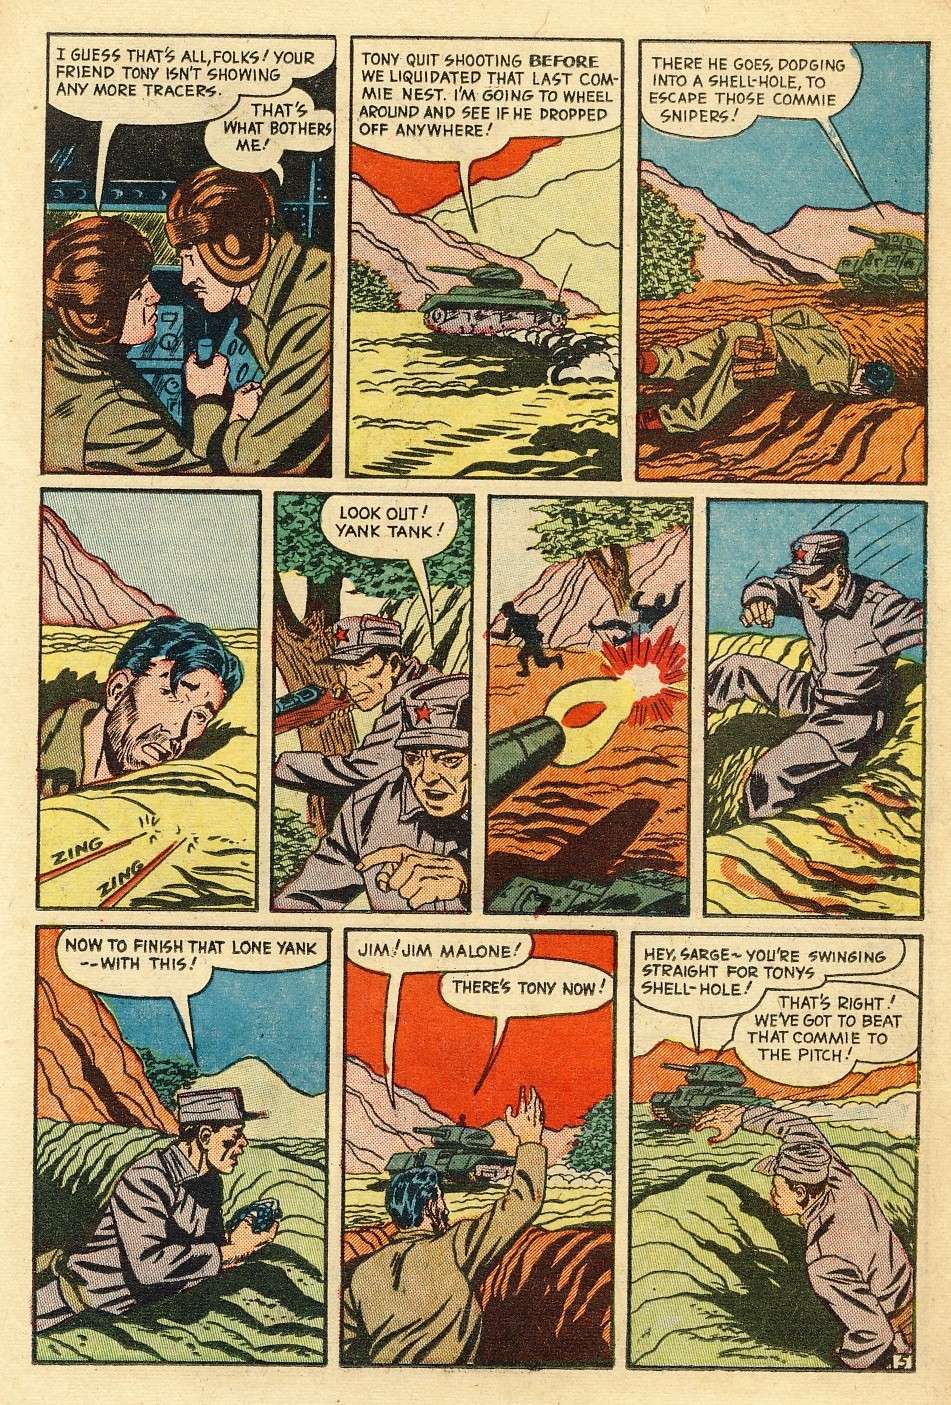 I GUESS THAT'S ALL, FOLKS! YOUR
FRIEND TONY ISN'T SHOWING
ANY MORE TRACERS.
THAT'S
WHAT BOTHERS
ME!
TONY QUIT SHOOTING BEFORE
WE LIQUIDATED THAT LAST COM-
MIE NEST. I'M GOING TO WHEEL
AROUND AND SEE IF HE DROPPED
OFF ANYWHERE!
THERE HE GOES, DODGING
INTO A SHELL-HOLE, TO
ESCAPE THOSE COMMIE
SNIPERS!
ZING
ZING
LOOK OUT!
YANK TANK!
NOW TO FINISH THAT LONE YANK
--WITH THIS!
JIM! JIM MALONE!
THERE'S TONY NOW!
HEY, SARGE~ YOU'RE SWINGING
STRAIGHT FOR TONYS
SHELL-HOLE!
THAT'S RIGHT!
WE'VE GOT TO BEAT
THAT COMMIE TO
THE PITCH!
5